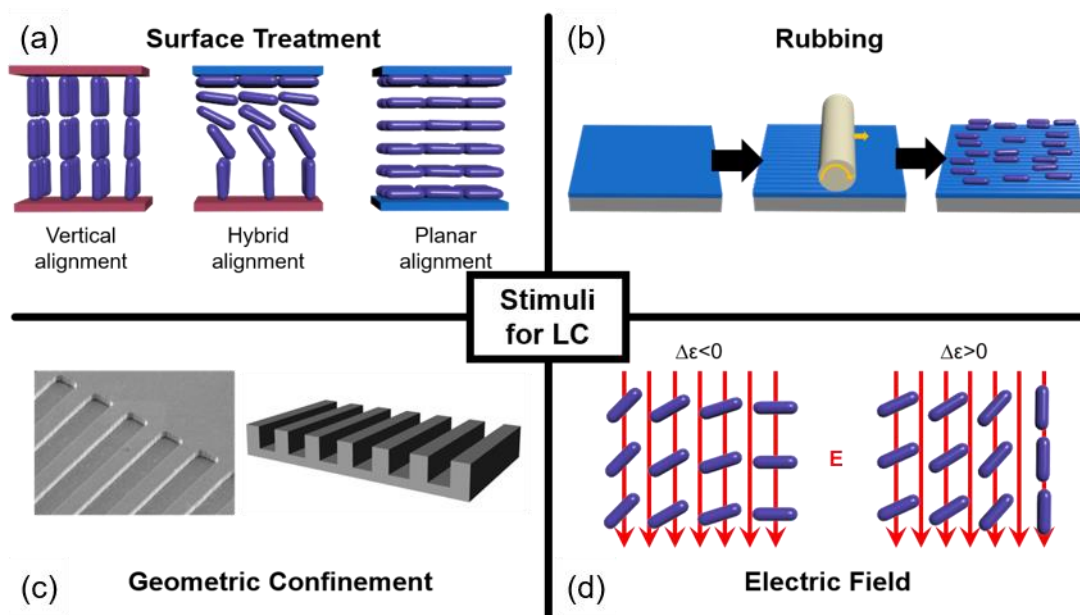 (a)
Surface Treatment
Vertical
alignment
Hybrid
alignment
Planar
alignment
(b)
Rubbing
Stimuli
for LC
(c)
Geometric Confinement
Δε<0
Δε>0
E
(d)
Electric Field